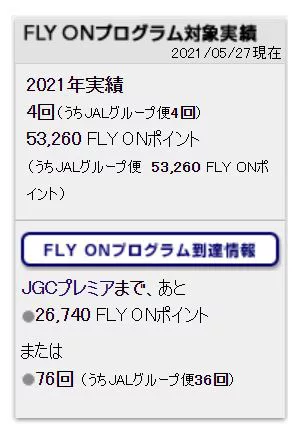 FLY ONプログラム対象実績
2021/05/27現在
2021年実績
4回(うちJALグループ便4回)
53,260 FLY ONポイント
(うちJALグループ便 53,260 FLY ONポ
イント)
FLY ONプログラム到達情報
JGCプレミアまで、あと
●26,740 FLY ONポイント
または
●76回 (うちJALグループ便36回)